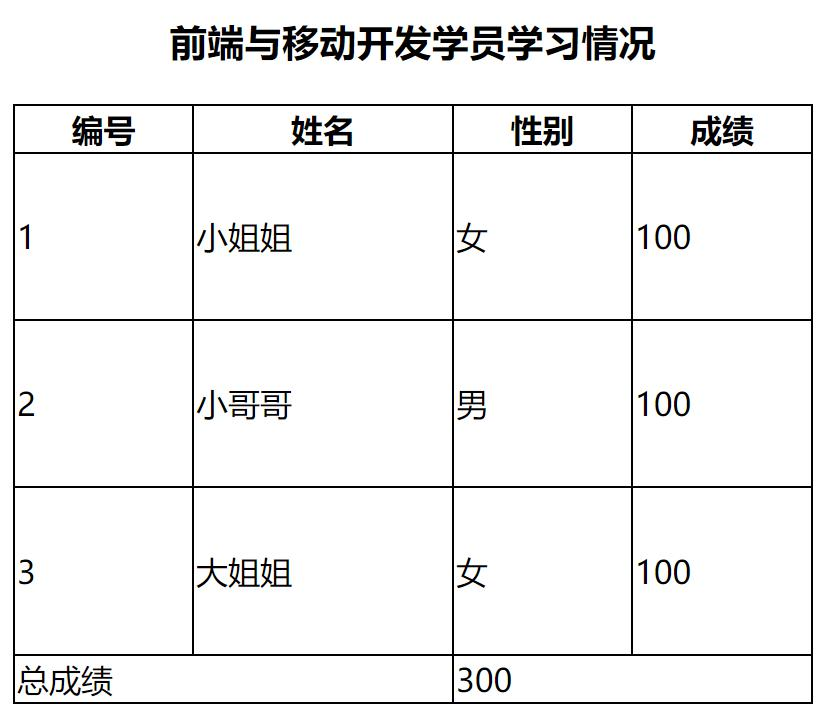 前端与移动开发学员学习情况
编号 姓名 性别 成绩
1 小姐姐 女 100
2 小哥哥 男 100
3 大姐姐 女 100
总成绩 300